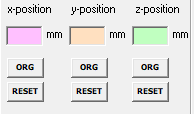 x-position y-position z-position
mm mm mm
ORG ORG ORG
RESET RESET RESET